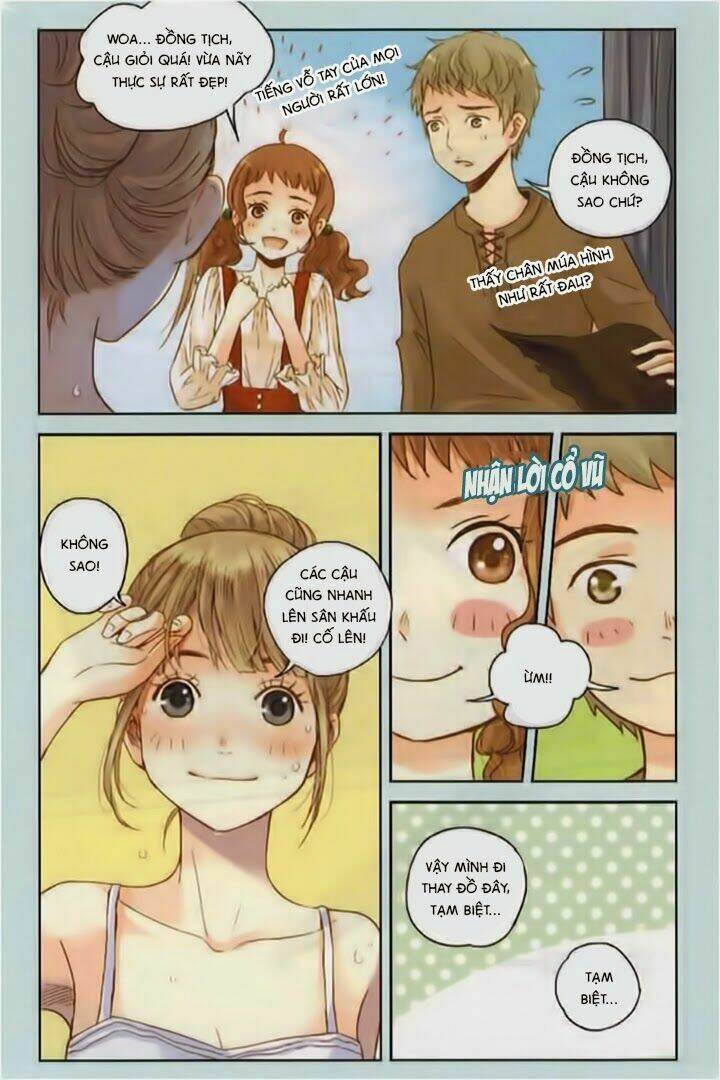 WOA... ĐỒNG TỊCH,
CẬU GIỎI QUÁ! VỪA NÃY
THỰC SỰ RẤT ĐẸP!
TIẾNG VỖ TAY CỦA MỌI
NGƯỜI RẤT LỚN!
ĐỒNG TỊCH,
CẬU KHÔNG
SAO CHỨ?
THẤY CHÂN MÚA HÌNH
NHƯ RẤT ĐAU?
KHÔNG
SAO!
CÁC CẬU
CŨNG NHANH
LÊN SÂN KHẤU
ĐI! CỐ LÊN!
NHẬN LỜI CỔ VŨ
ỪM!!
VẬY MÌNH ĐI
THAY ĐỒ ĐÂY,
TẠM BIỆT...
TẠM
BIỆT...